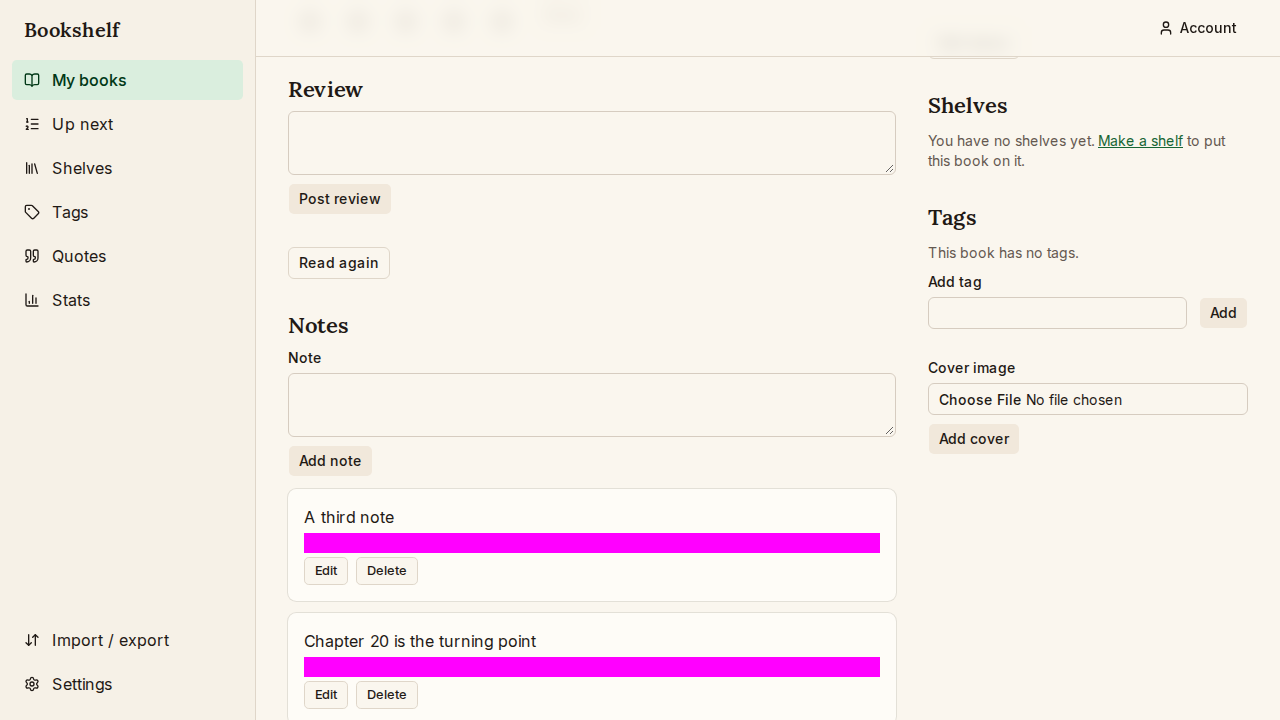 Bookshelf
My books
Up next
Shelves
Tags
Quotes
Stats
Import / export
Settings
Account
Review
Post review
Read again
Notes
Note
Add note
A third note
Edit Delete
Chapter 20 is the turning point
Edit Delete
Shelves
You have no shelves yet. Make a shelf to put
this book on it.
Tags
This book has no tags.
Add tag
Add
Cover image
Choose File No file chosen
Add cover